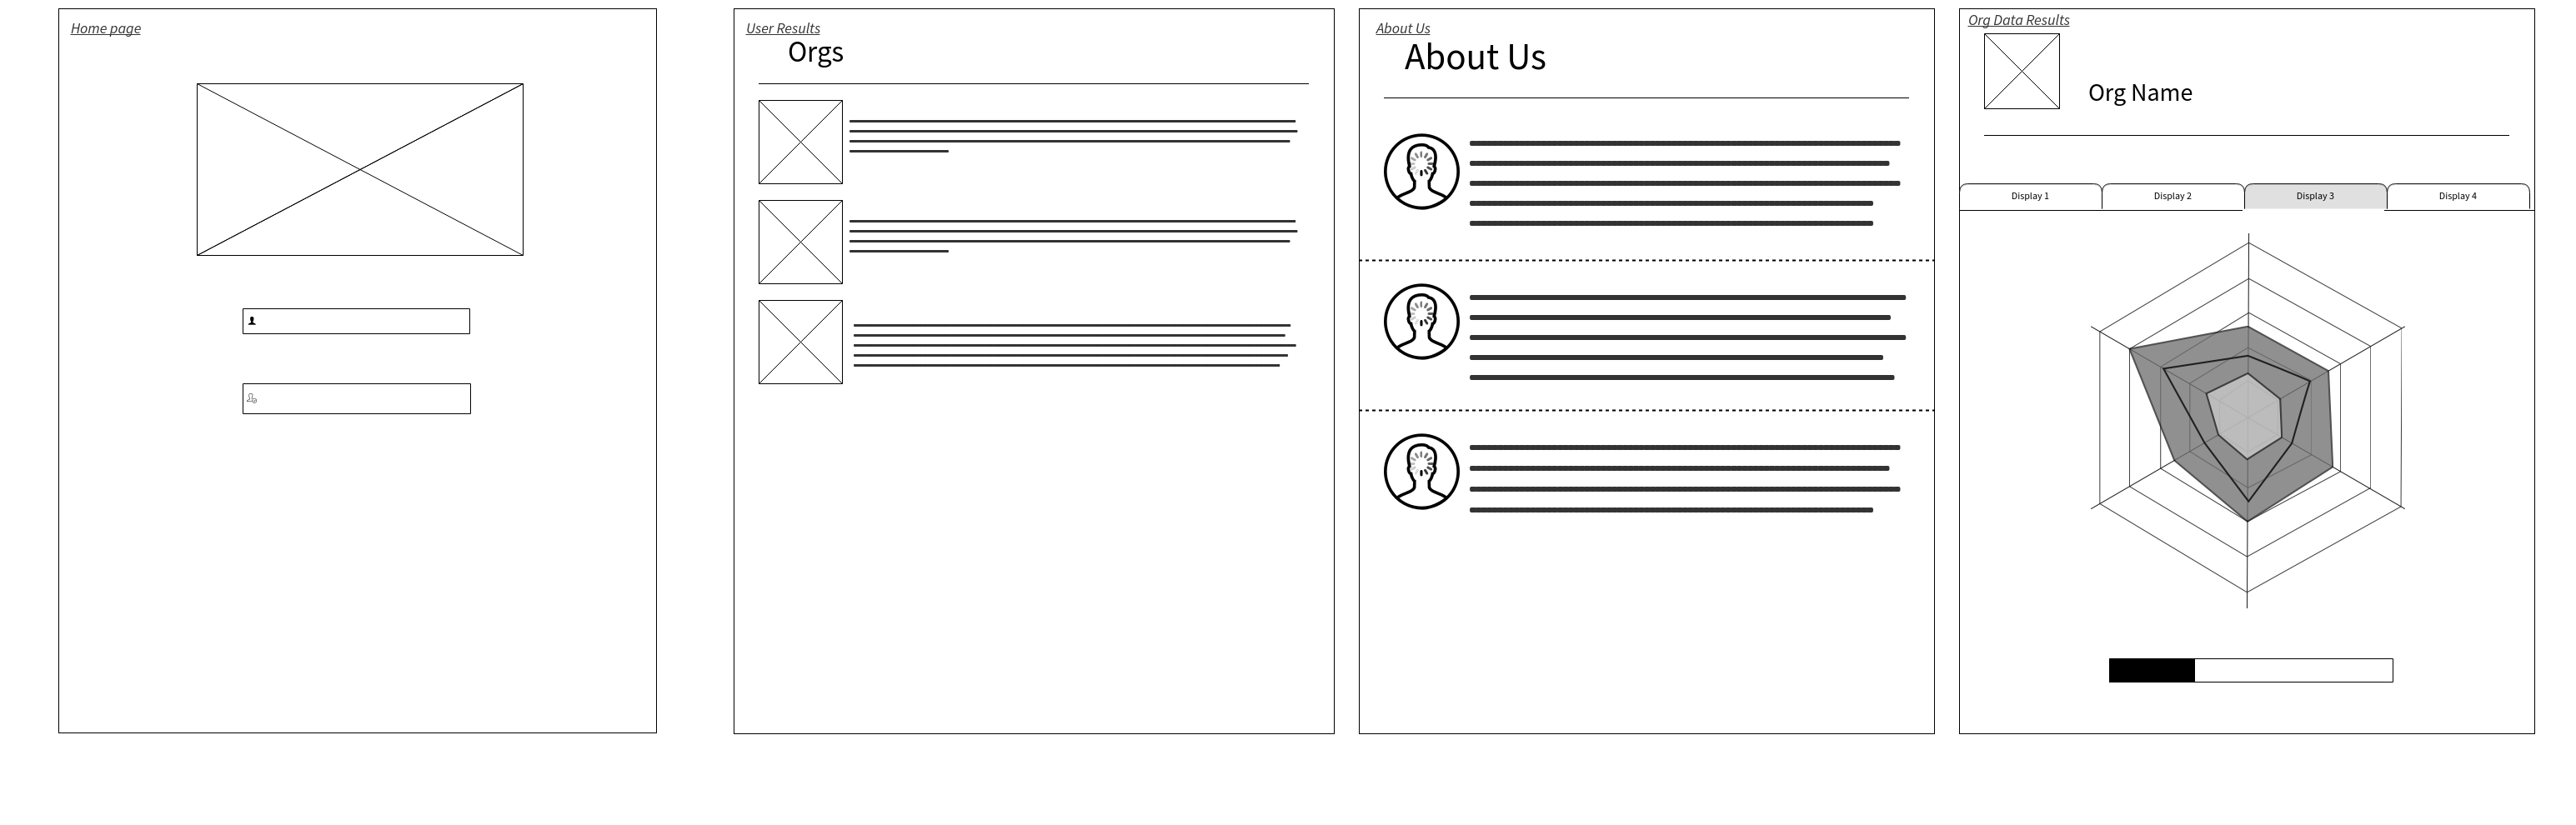 Home page
User Results
Orgs
About Us
About Us
Org Data Results
Org Name
Display 1
Display 2
Display 3
Display 4